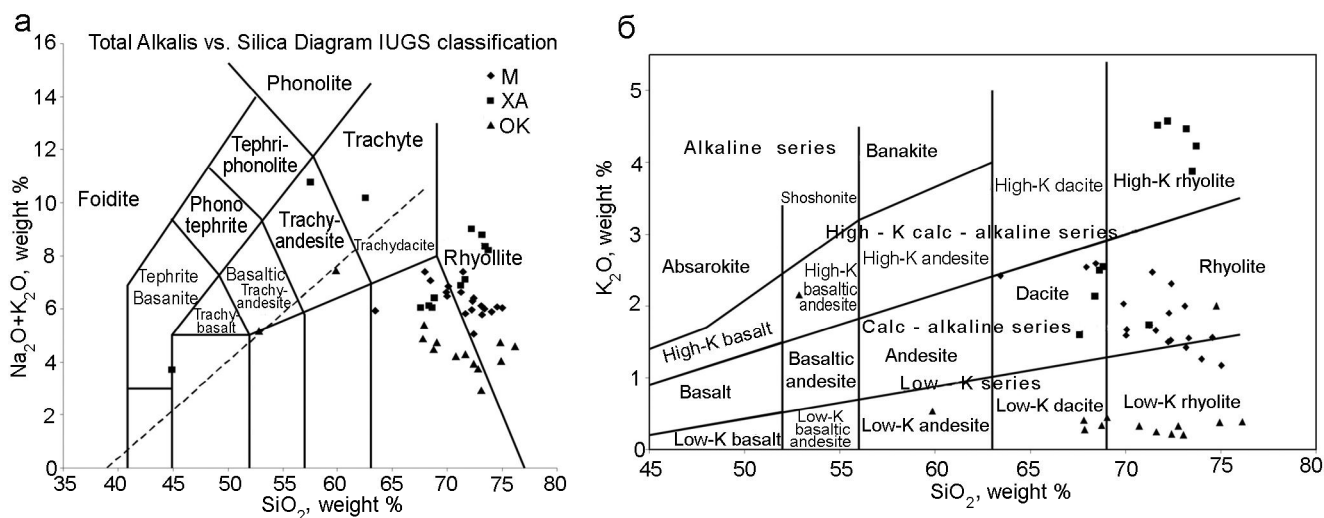 а
Total Alkalis vs. Silica Diagram IUGS classification
Na2O+K2O, weight %
16
14
12
10
8
6
4
2
0
35
45
55
65
75
85
SiO2, weight %
M
XA
OK
Phonolite
Tephri-
phonolite
Trachyte
Foidite
Phono
tephrite
Trachy-
andesite
Trachydacite
Rhyollite
Tephrite
Basanite
Basaltic
Trachy-
andesite
Trachy-
basalt
б
K2O, weight %
5
4
3
2
1
0
45
50
55
60
65
70
75
80
SiO2, weight %
Alkaline series
Banakite
Shoshonite
High-K dacite
High-K rhyolite
High - K calc - alkaline series
Absarokite
High-K
basaltic
andesite
High-K andesite
Rhyolite
Dacite
High-K basalt
Calc - alkaline series
Basalt
Basaltic
andesite
Andesite
Low - K series
Low-K basalt
Low-K
basaltic
andesite
Low-K andesite
Low-K dacite
Low-K rhyolite